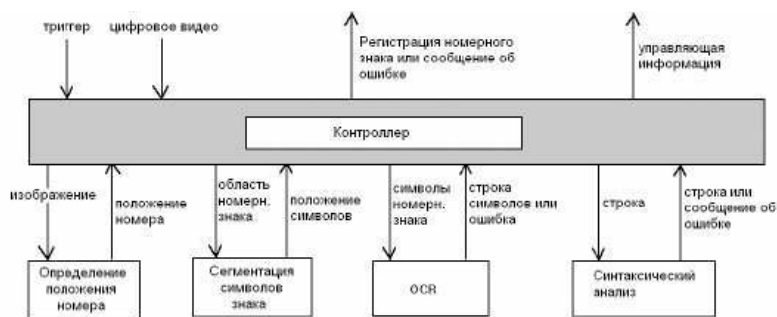 триггер
цифровое видео
Регистрация номерного
знака или сообщение об
ошибке
управляющая
информация
Контроллер
изображение
положение
номера
область
номерн.
знака
положение
символов
символы
номерн.
знака
строка
символов или
ошибка
строка
строка или
сообщение об
ошибке
Определение
положения
номера
Сегментация
символов
знака
OCR
Синтаксический
анализ